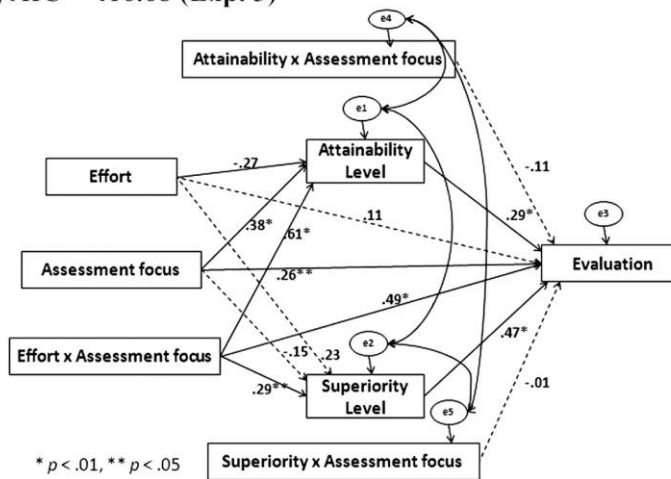 e4
Attainability x Assessment focus
e1
-.27
Attainability
Level
-.11
Effort
.38*
.61*
.11
.29*
e3
Assessment focus
.26**
Evaluation
.49*
Effort x Assessment focus
-.15
.23
e2
.47*
.29**
Superiority
Level
-.01
e5
* p < .01, ** p < .05
Superiority x Assessment focus